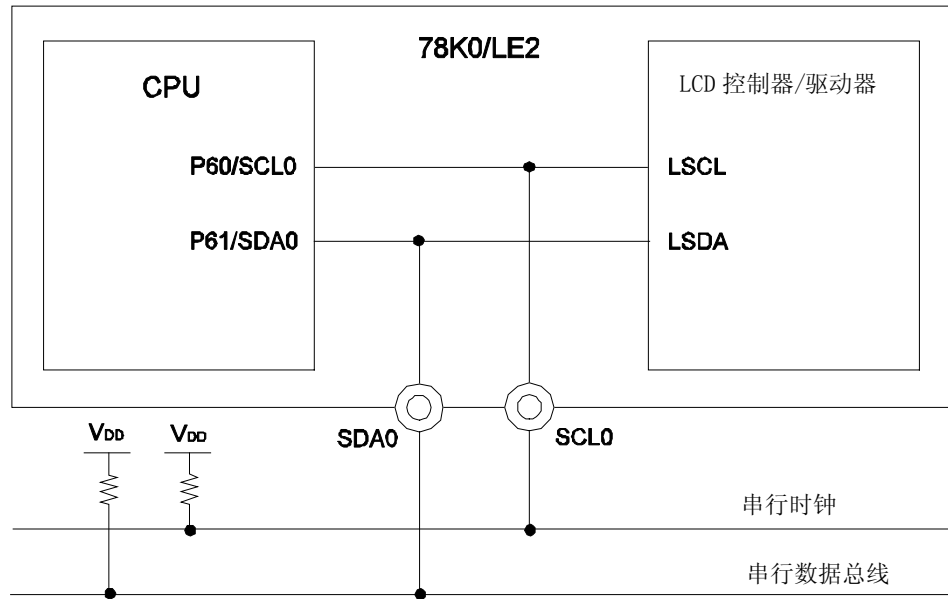 78K0/LE2
CPU
LCD 控制器/驱动器
P60/SCL0
LSCL
P61/SDA0
LSDA
VDD
VDD
SDA0
SCL0
串行时钟
串行数据总线